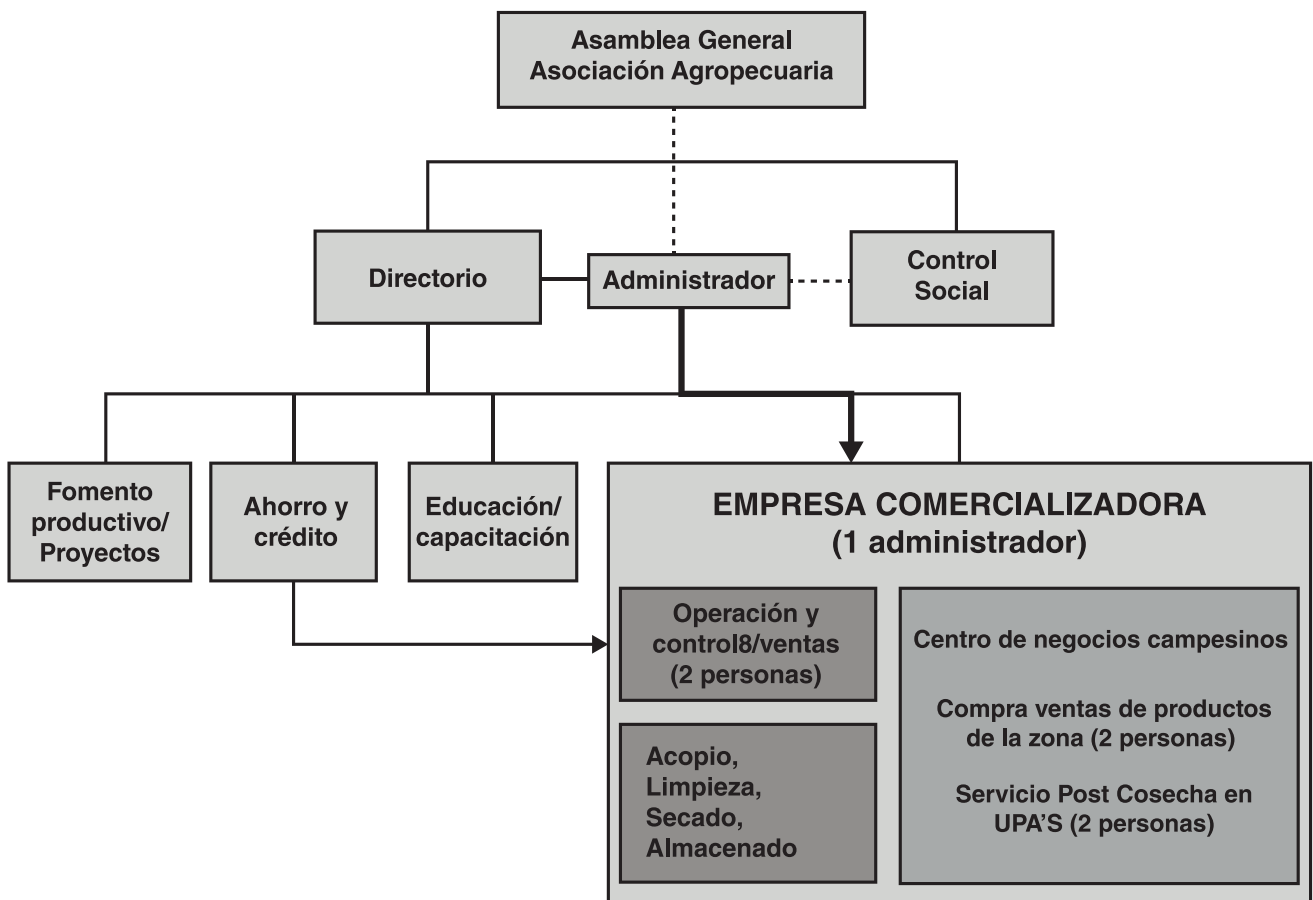 Asamblea General
Asociación Agropecuaria
Directorio
Administrador
Control
Social
Fomento
productivo/
Proyectos
Ahorro y
crédito
Educación/
capacitación
EMPRESA COMERCIALIZADORA
(1 administrador)
Operación y
control8/ventas
(2 personas)
Acopio,
Limpieza,
Secado,
Almacenado
Centro de negocios campesinos
Compra ventas de productos
de la zona (2 personas)
Servicio Post Cosecha en
UPA'S (2 personas)